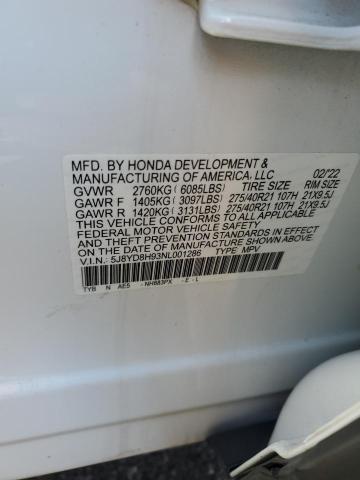 MFD. BY HONDA DEVELOPMENT &
MANUFACTURING OF AMERICA, LLC 02/22
GVWR 2760KG(6085LBS) TIRE SIZE RIM SIZE
GAWR F 1405KG(3097LBS) 275/40R21 107H 21X9.5J
GAWR R 1420KG(3131LBS) 275/40R21 107H 21X9.5J
THIS VEHICLE CONFORMS TO ALL APPLICABLE
FEDERAL MOTOR VEHICLE SAFETY, BUMPER
AND THEFT PREVENTION STANDARDS IN EFFECT
ON THE DATE OF MANUFACTURE SHOWN ABOVE.
V.I.N.: 5J8YD8H93NL001286 TYPE: MPV
TYB N AE5 -NH883PX -E -L